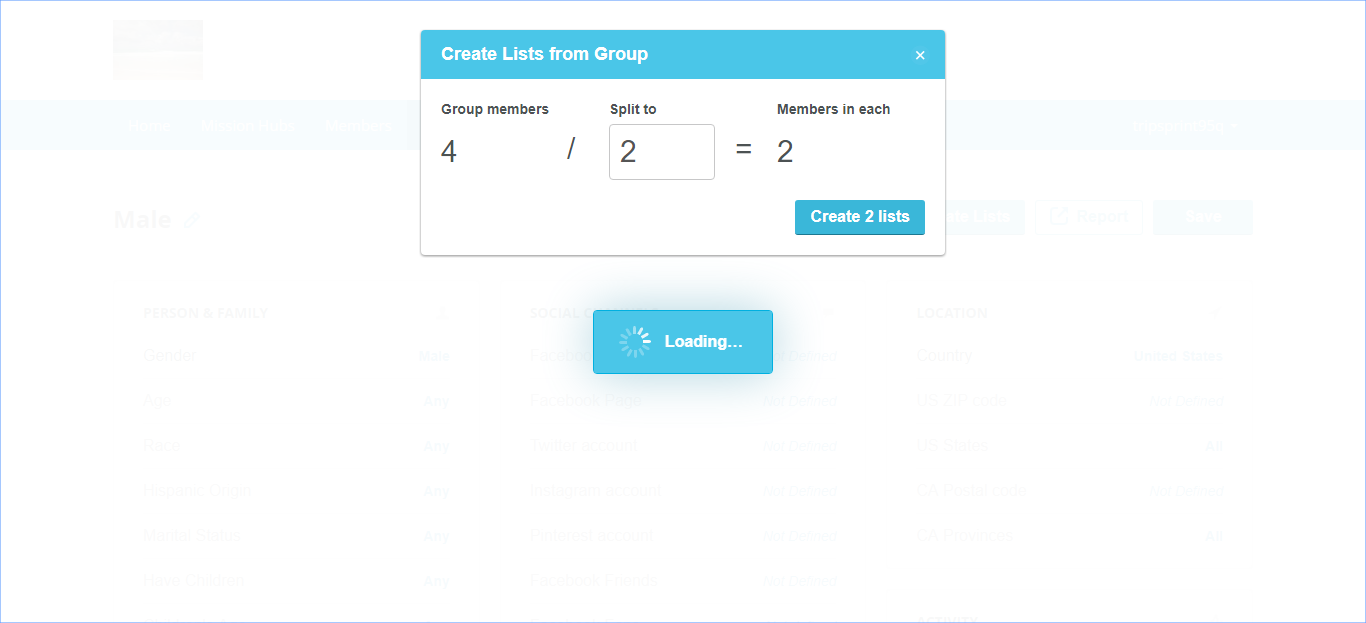 Create Lists from Group
×
Group members Split to Members in each
4 / 2 = 2
Create 2 lists
Home Members
Male Report Save
Loading...
PERSON & FAMILY SOCIAL LOCATION
Gender Male Facebook Not Defined Country United States
Age Any Facebook Page Not Defined US ZIP code Not Defined
Race Any Twitter account Not Defined US States All
Hispanic Origin Any Instagram account Not Defined CA Postal code Not Defined
Marital Status Any Pinterest account Not Defined CA Provinces All
Have Children Any Facebook Friends Not Defined
ACTIVITY